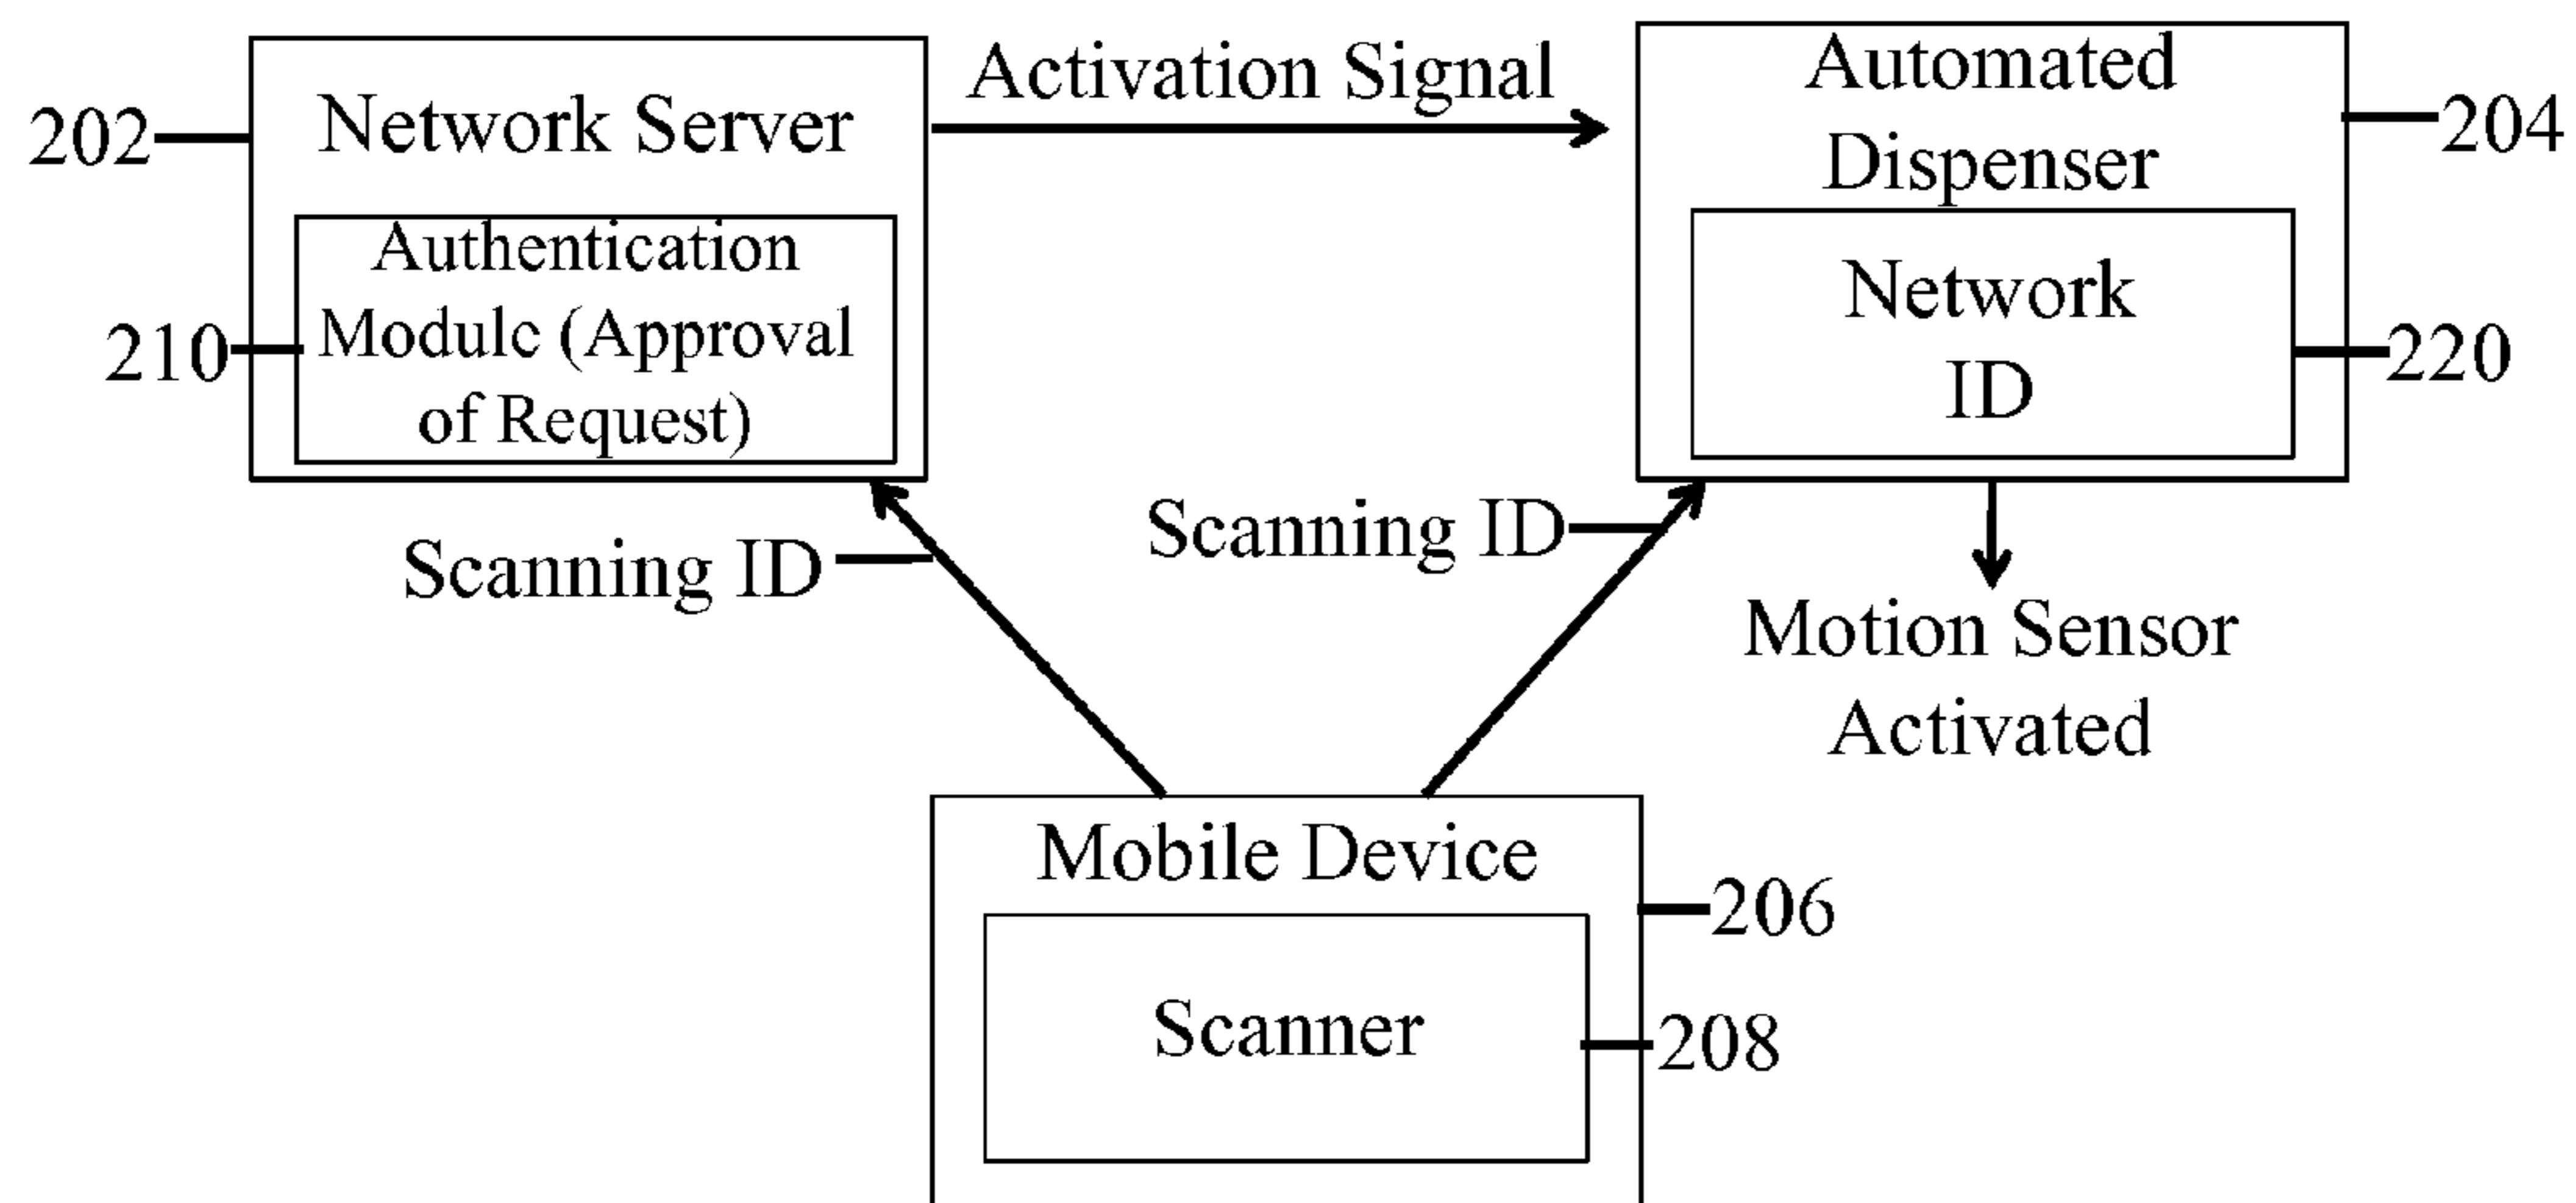 Activation Signal
202
Network Server
Authentication
Module (Approval
of Request)
210
Automated
Dispenser
204
Network
ID
220
Scanning ID
Scanning ID
Motion Sensor
Activated
Mobile Device
206
Scanner
208